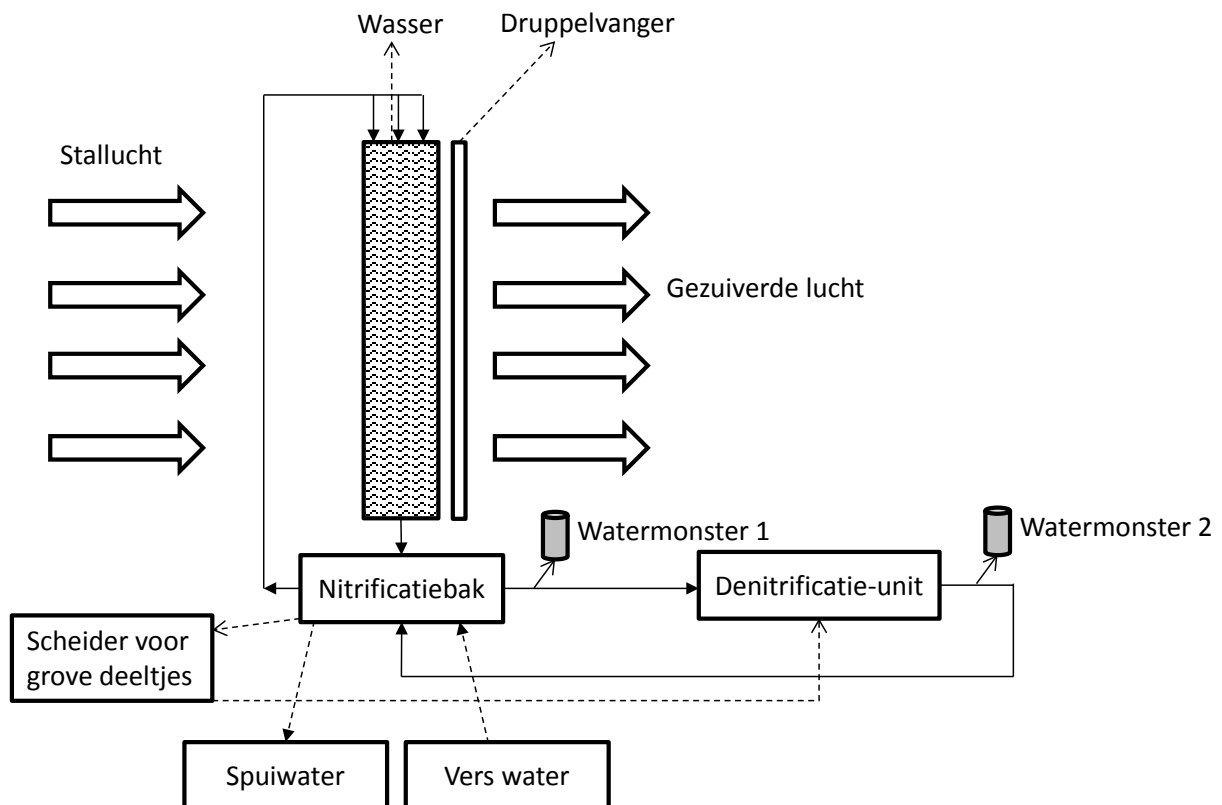 Wasser
Druppelvanger
Stallucht
Gezuiverde lucht
Watermonster 1
Watermonster 2
Nitrificatiebak
Denitrificatie-unit
Scheider voor
grove deeltjes
Spuiwater
Vers water